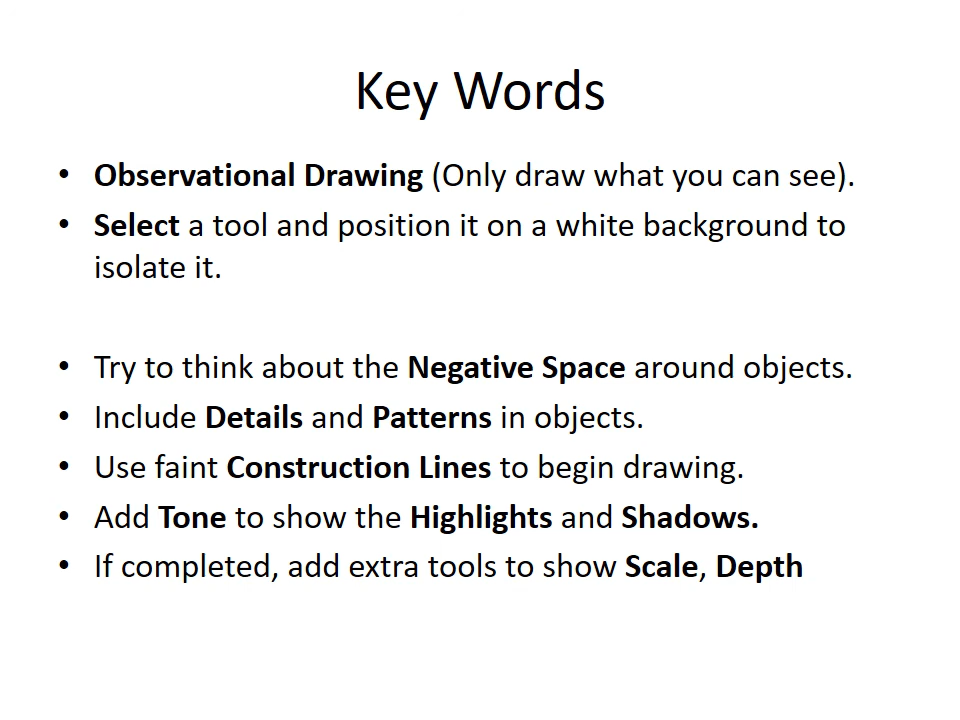 Key Words
• Observational Drawing (Only draw what you can see).
• Select a tool and position it on a white background to
isolate it.
• Try to think about the Negative Space around objects.
• Include Details and Patterns in objects.
• Use faint Construction Lines to begin drawing.
• Add Tone to show the Highlights and Shadows.
• If completed, add extra tools to show Scale, Depth